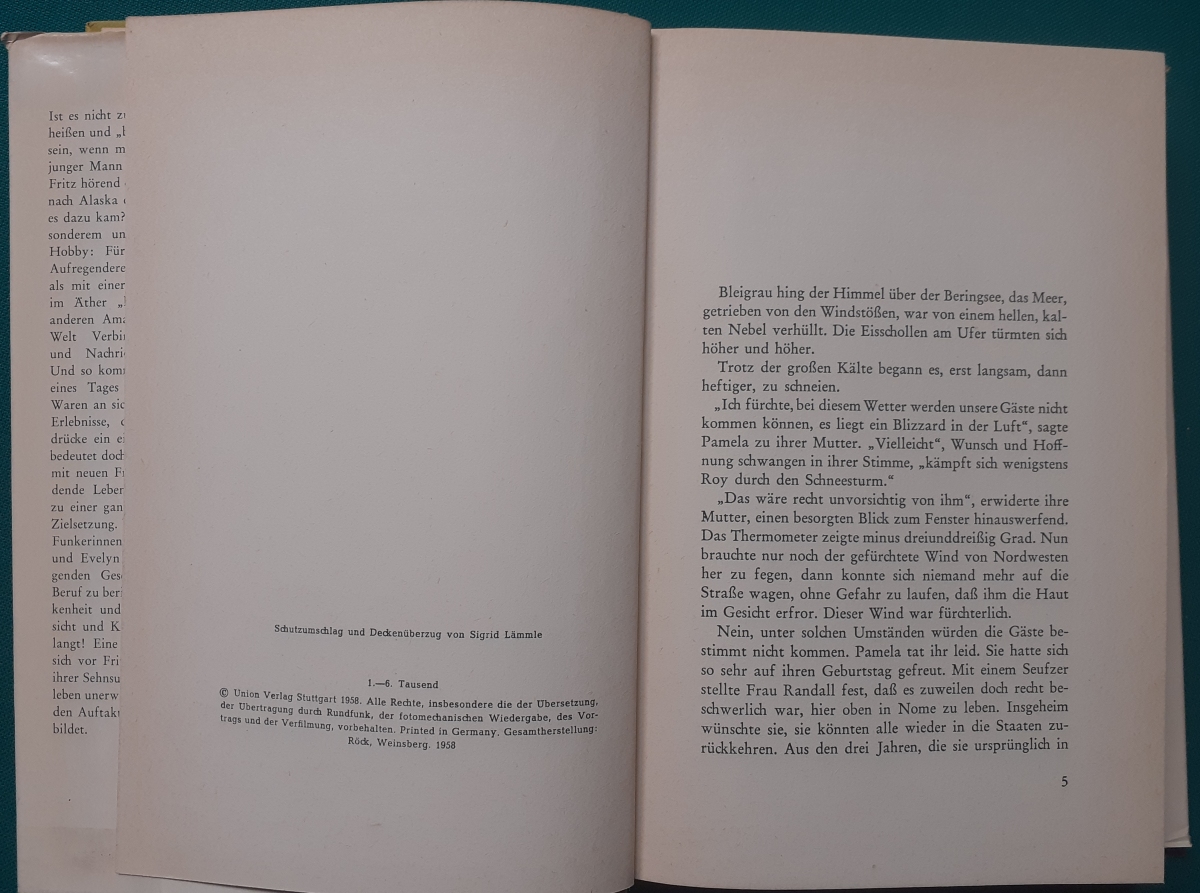 Ist es nicht
heißen und
sein, wenn
junger Mann
Fritz hörend
nach Alaska
es dazu kam?
sonderem
Hobby: Für
Aufregendere
als mit einer
im Äther
anderen
Welt
und
Und so
eines Tages
Waren an
Erlebnisse,
drücke ein
bedeutet doch
mit neuen
dende
zu einer
Zielsetzung.
Funkerinnen
und Evelyn
genden
Beruf zu
kenheit und
sicht und
langt! Eine
sich vor
ihrer
leben
den
bildet.
Schutzumschlag und Deckenüberzug von Sigrid Lämmle
1.—6. Tausend
© Union Verlag Stuttgart 1958. Alle Rechte, insbesondere die der Übersetzung,
der Übertragung durch Rundfunk, der fotomechanischen Wiedergabe, des Vor-
trags und der Verfilmung, vorbehalten. Printed in Germany. Gesamtherstellung:
Röck, Weinsberg. 1958
Bleigrau hing der Himmel über der Beringsee, das Meer,
getrieben von den Windstößen, war von einem hellen, kal-
ten Nebel verhüllt. Die Eisschollen am Ufer türmten sich
höher und höher.
Trotz der großen Kälte begann es, erst langsam, dann
heftiger, zu schneien.
„Ich fürchte, bei diesem Wetter werden unsere Gäste nicht
kommen können, es liegt ein Blizzard in der Luft“, sagte
Pamela zu ihrer Mutter. „Vielleicht“, Wunsch und Hoff-
nung schwangen in ihrer Stimme, „kämpft sich wenigstens
Roy durch den Schneesturm.“
„Das wäre recht unvorsichtig von ihm“, erwiderte ihre
Mutter, einen besorgten Blick zum Fenster hinauswerfend.
Das Thermometer zeigte minus dreiunddreißig Grad. Nun
brauchte nur noch der gefürchtete Wind von Nordwesten
her zu fegen, dann konnte sich niemand mehr auf die
Straße wagen, ohne Gefahr zu laufen, daß ihm die Haut
im Gesicht erfror. Dieser Wind war fürchterlich.
Nein, unter solchen Umständen würden die Gäste be-
stimmt nicht kommen. Pamela tat ihr leid. Sie hatte sich
so sehr auf ihren Geburtstag gefreut. Mit einem Seufzer
stellte Frau Randall fest, daß es zuweilen doch recht be-
schwerlich war, hier oben in Nome zu leben. Insgeheim
wünschte sie, sie könnten alle wieder in die Staaten zu-
rückkehren. Aus den drei Jahren, die sie ursprünglich in
5